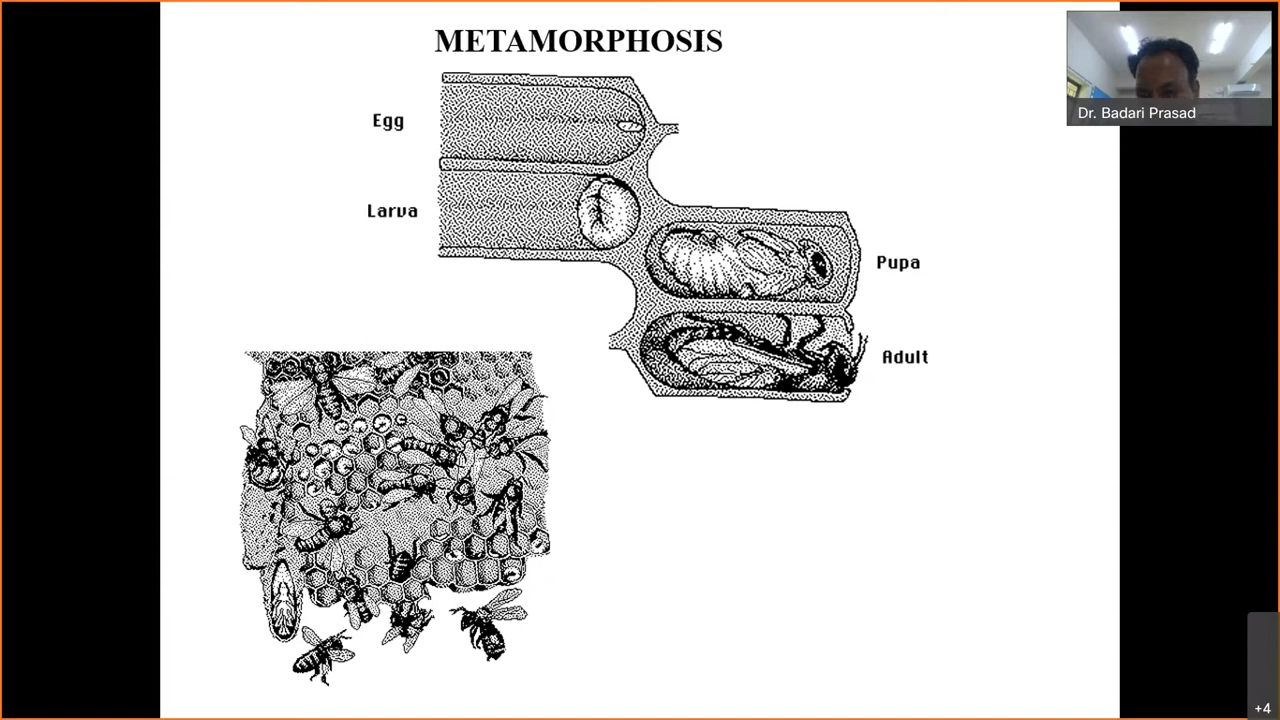 METAMORPHOSIS
Dr. Badari Prasad
Egg
Larva
Pupa
Adult
+4